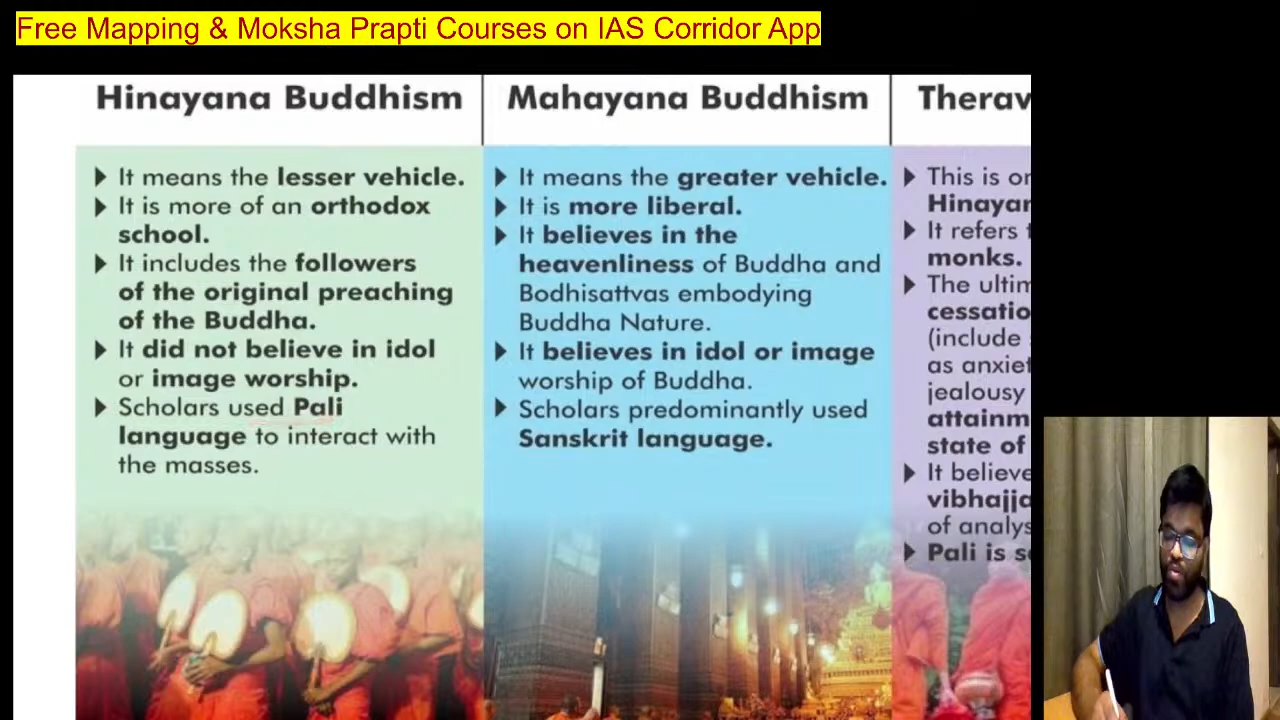 Free Mapping & Moksha Prapti Courses on IAS Corridor App
Hinayana Buddhism
It means the lesser vehicle.
It is more of an orthodox
school.
It includes the followers
of the original preaching
of the Buddha.
It did not believe in idol
or image worship.
Scholars used Pali
language to interact with
the masses.
Mahayana Buddhism
It means the greater vehicle.
It is more liberal.
It believes in the
heavenliness of Buddha and
Bodhisattvas embodying
Buddha Nature.
It believes in idol or image
worship of Buddha.
Scholars predominantly used
Sanskrit language.
Therav
This is or
Hinayar
It refers
monks.
The ultim
cessatio
(include
as anxiet
jealousy
attainm
state of
It believe
vibhajja
of analys
Pali is s